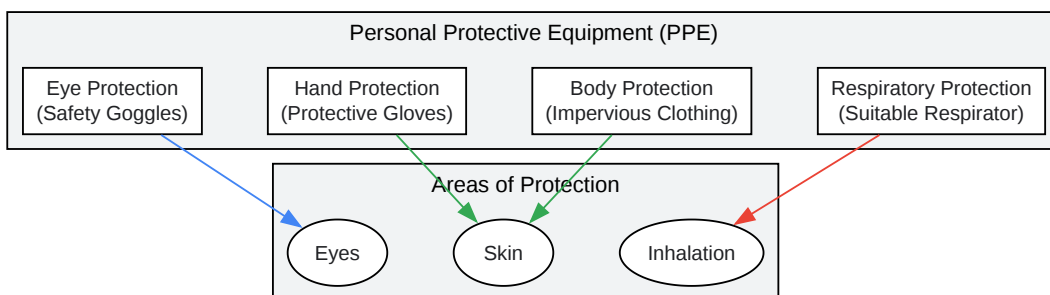 Personal Protective Equipment (PPE)
Eye Protection
(Safety Goggles)
Hand Protection
(Protective Gloves)
Body Protection
(Impervious Clothing)
Respiratory Protection
(Suitable Respirator)
Areas of Protection
Eyes
Skin
Inhalation